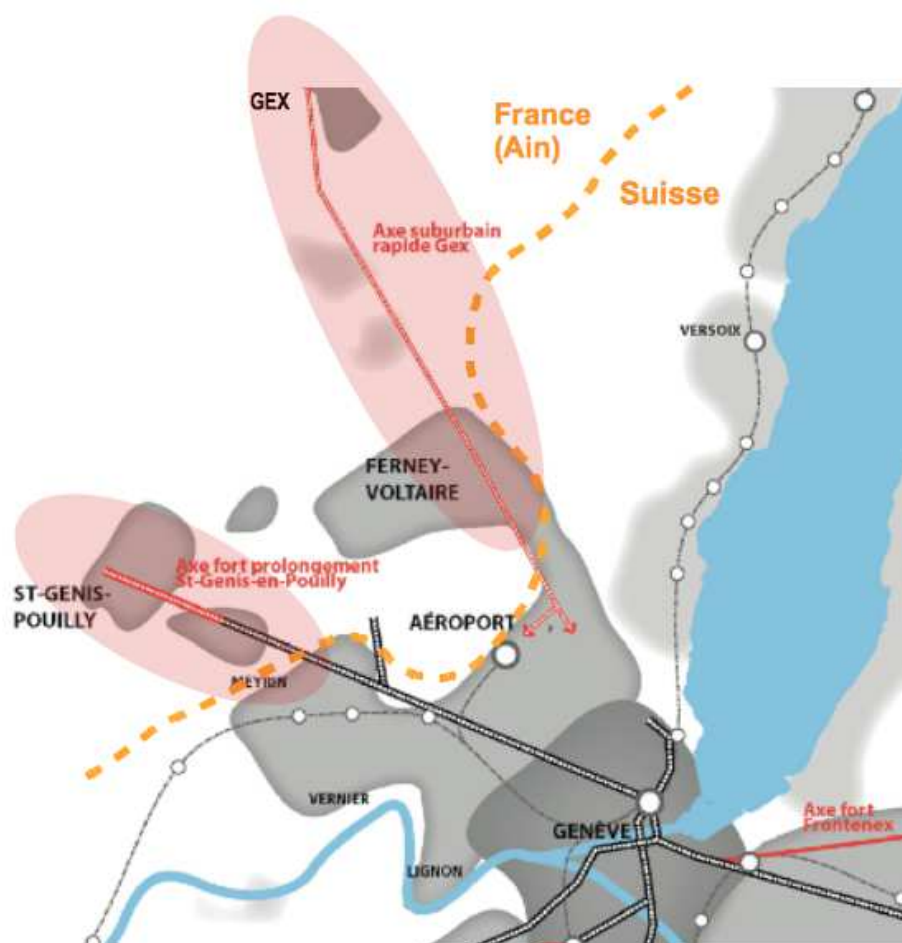 GEX
France
(Ain)
Suisse
Axe suburbain
rapide Gex
VERSOIX
FERNEY-
VOLTAIRE
Axe fort prolongement
St-Genis-en-Pouilly
ST-GENIS-
POUILLY
AÉROPORT
MEYRIN
VERNIER
GENÈVE
Axe fort
Frontenex
LIGNON